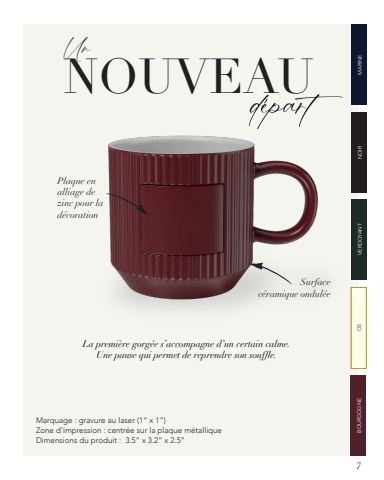 Un
NOUVEAU
départ
Plaque en
alliage de
zinc pour la
décoration
Surface
céramique ondulée
La première gorgée s'accompagne d'un certain calme.
Une pause qui permet de reprendre son souffle.
Marquage : gravure au laser (1" x 1")
Zone d'impression : centrée sur la plaque métallique
Dimensions du produit : 3.5" x 3.2" x 2.5"
MARINE
NOIR
VERDOYANT
OS
BOURGOGNE
7